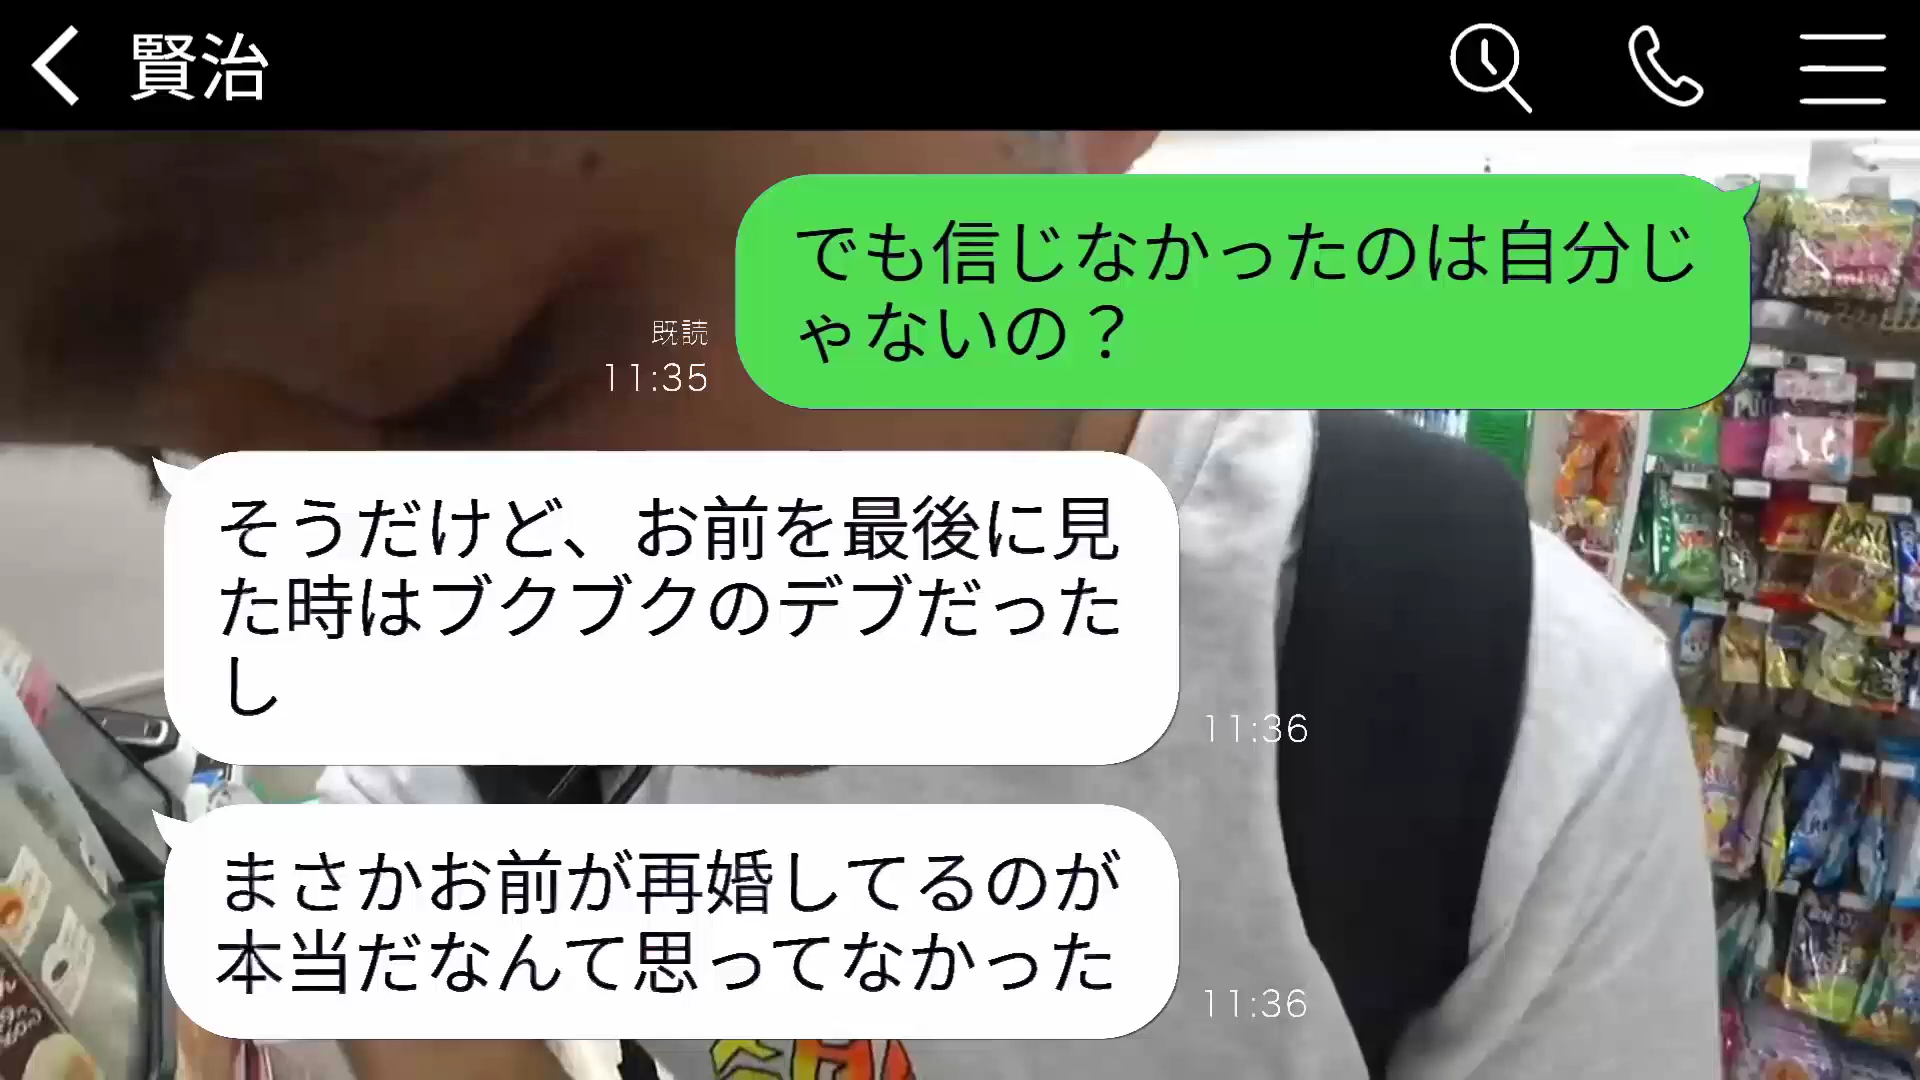 賢治
でも信じなかったのは自分じ
ゃないの？
既読
11:35
そうだけど、お前を最後に見
た時はブクブクのデブだった
し
11:36
まさかお前が再婚してるのが
本当だなんて思ってなかった
11:36